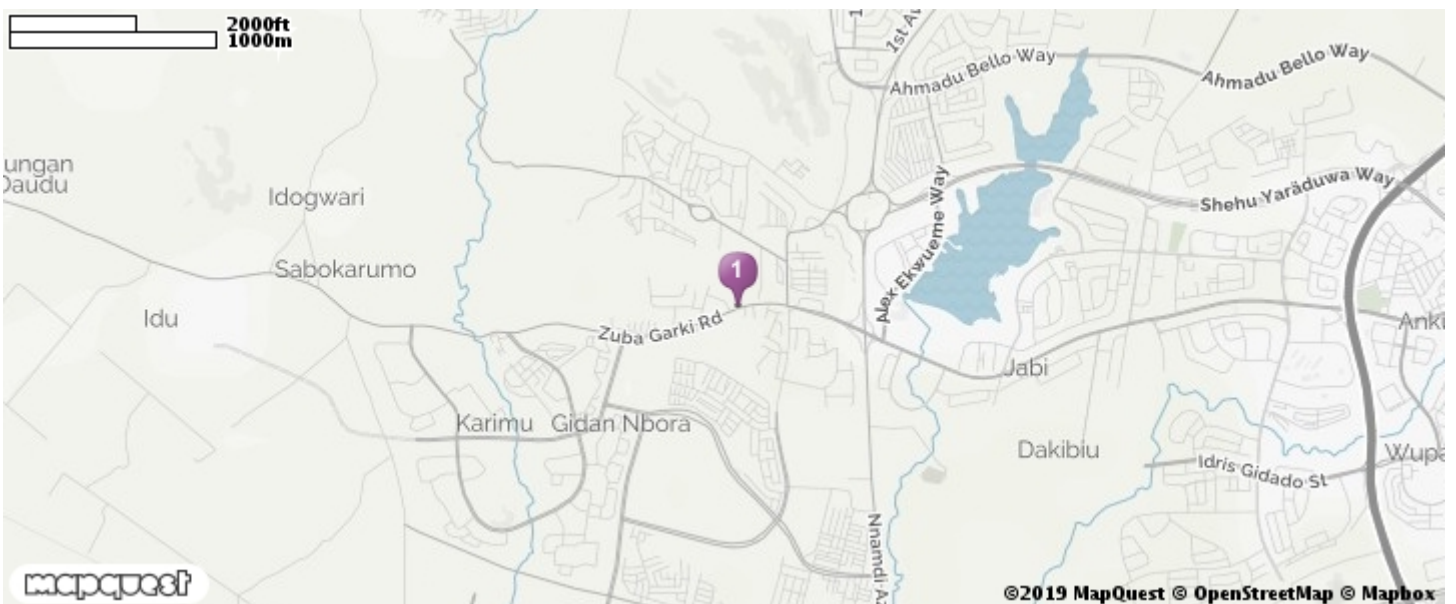 2000ft
1000m
1st Av
Ahmadu Bello Way
Ahmadu Bello Way
ungan
Daudu
Idogwari
Alex Ekwueme Way
Shehu Yaräduwa Way
Sabokarumo
1
Idu
Zuba Garki Rd
Anki
Jabi
Karimu
Gidan Nbora
Dakibiu
Wupa
Idris Gidado St
Nnamdi Az
mapquest
©2019 MapQuest © OpenStreetMap © Mapbox